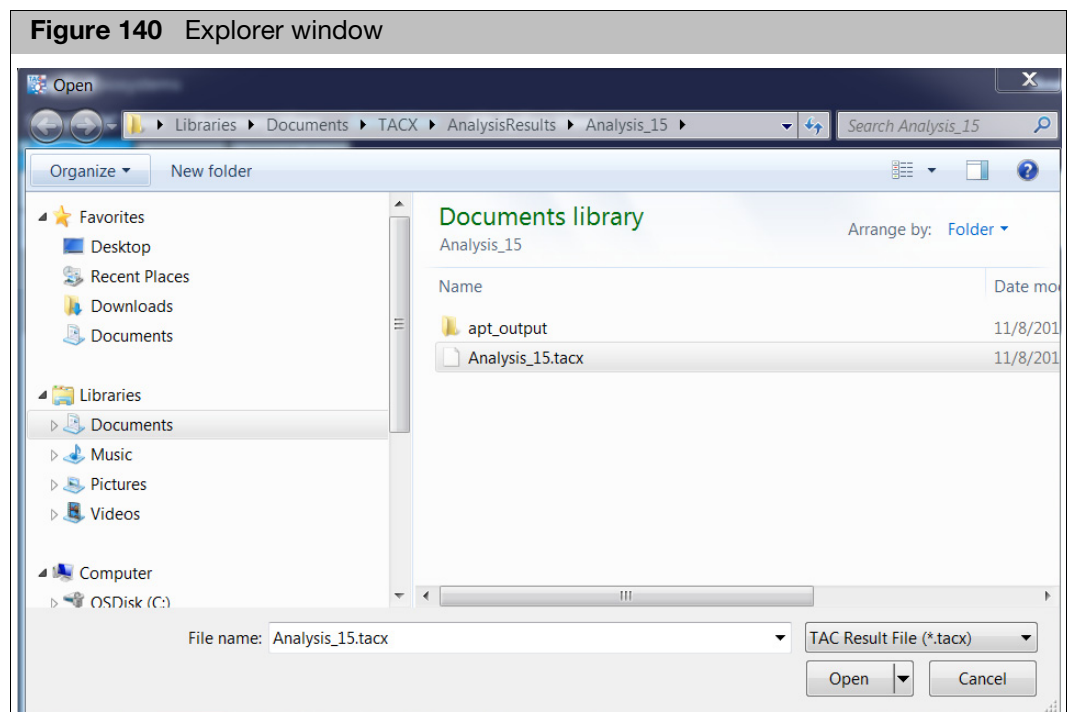 Figure 140 Explorer window
Open
Libraries Documents TACX AnalysisResults Analysis_15
Search Analysis_15
Organize New folder
Favorites
Desktop
Recent Places
Downloads
Documents
Libraries
Documents
Music
Pictures
Videos
Computer
OSDisk (C:)
Documents library
Analysis_15
Arrange by: Folder
Name Date mo
apt_output 11/8/201
Analysis_15.tacx 11/8/201
File name: Analysis_15.tacx
TAC Result File (*.tacx)
Open Cancel